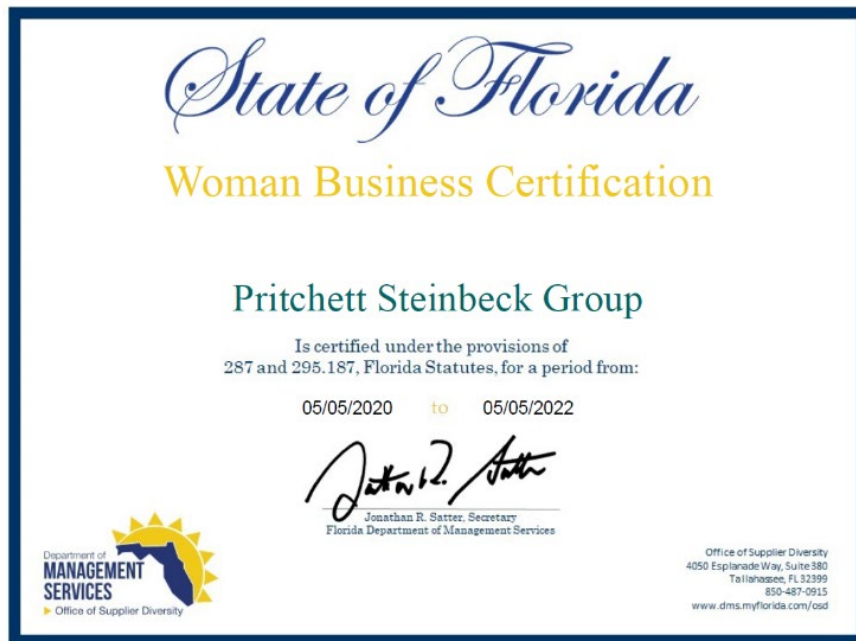 State of Florida
Woman Business Certification
Pritchett Steinbeck Group
Is certified under the provisions of
287 and 295.187, Florida Statutes, for a period from:
05/05/2020 to 05/05/2022
Jonathan R. Satter, Secretary
Florida Department of Management Services
Department of
MANAGEMENT
SERVICES
Office of Supplier Diversity
Office of Supplier Diversity
4050 Esplanade Way, Suite 380
Tallahassee, FL 32399
850-487-0915
www.dms.myflorida.com/osd